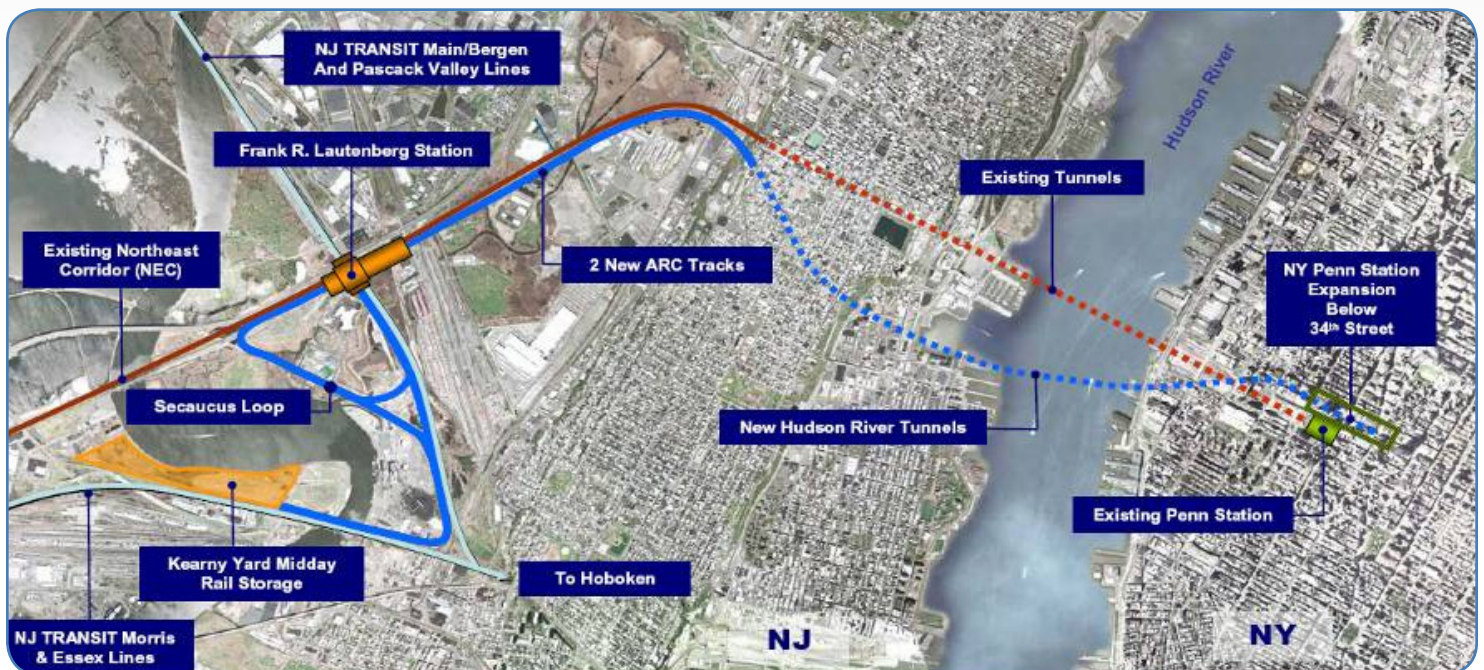 NJ TRANSIT Main/Bergen
And Pascack Valley Lines
Hudson River
Frank R. Lautenberg Station
Existing Tunnels
Existing Northeast
Corridor (NEC)
2 New ARC Tracks
NY Penn Station
Expansion
Below
34th Street
Secaucus Loop
New Hudson River Tunnels
Existing Penn Station
Kearny Yard Midday
Rail Storage
To Hoboken
NJ TRANSIT Morris
& Essex Lines
NJ
NY